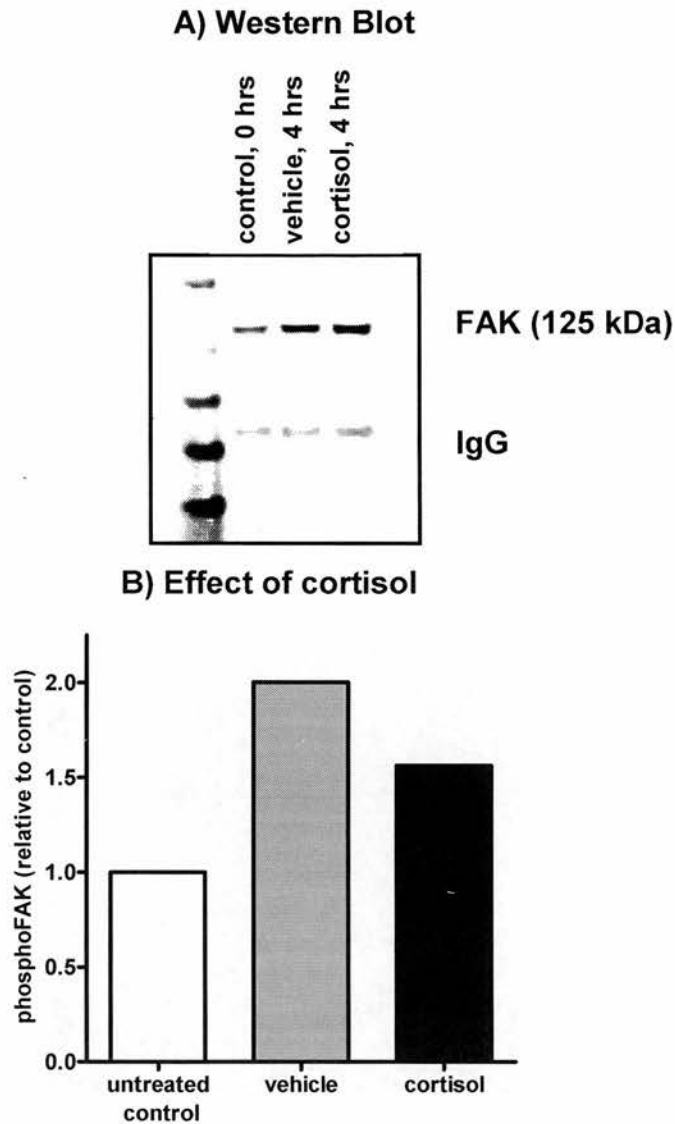 A) Western Blot
control, 0 hrs
vehicle, 4 hrs
cortisol, 4 hrs
FAK (125 kDa)
IgG
B) Effect of cortisol
phosphoFAK (relative to control)
2.0
1.5
1.0
0.5
0.0
untreated
control
vehicle
cortisol